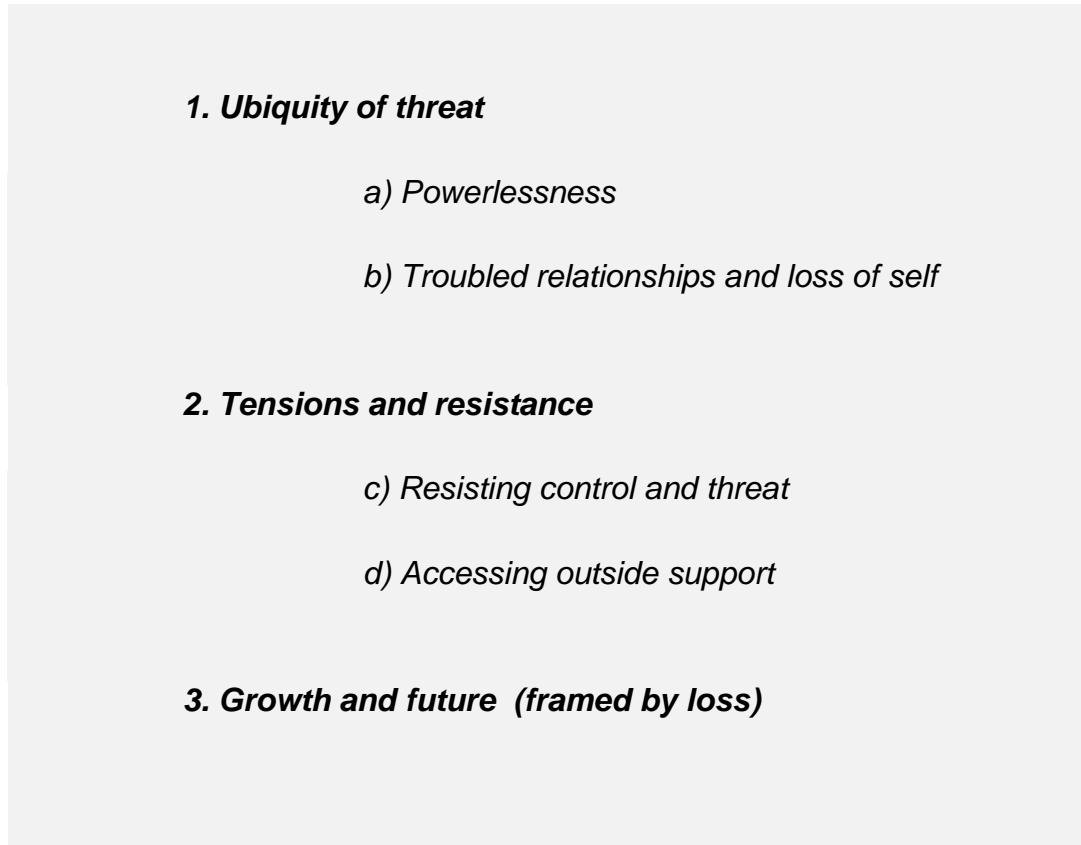 1. Ubiquity of threat
a) Powerlessness
b) Troubled relationships and loss of self
2. Tensions and resistance
c) Resisting control and threat
d) Accessing outside support
3. Growth and future  (framed by loss)